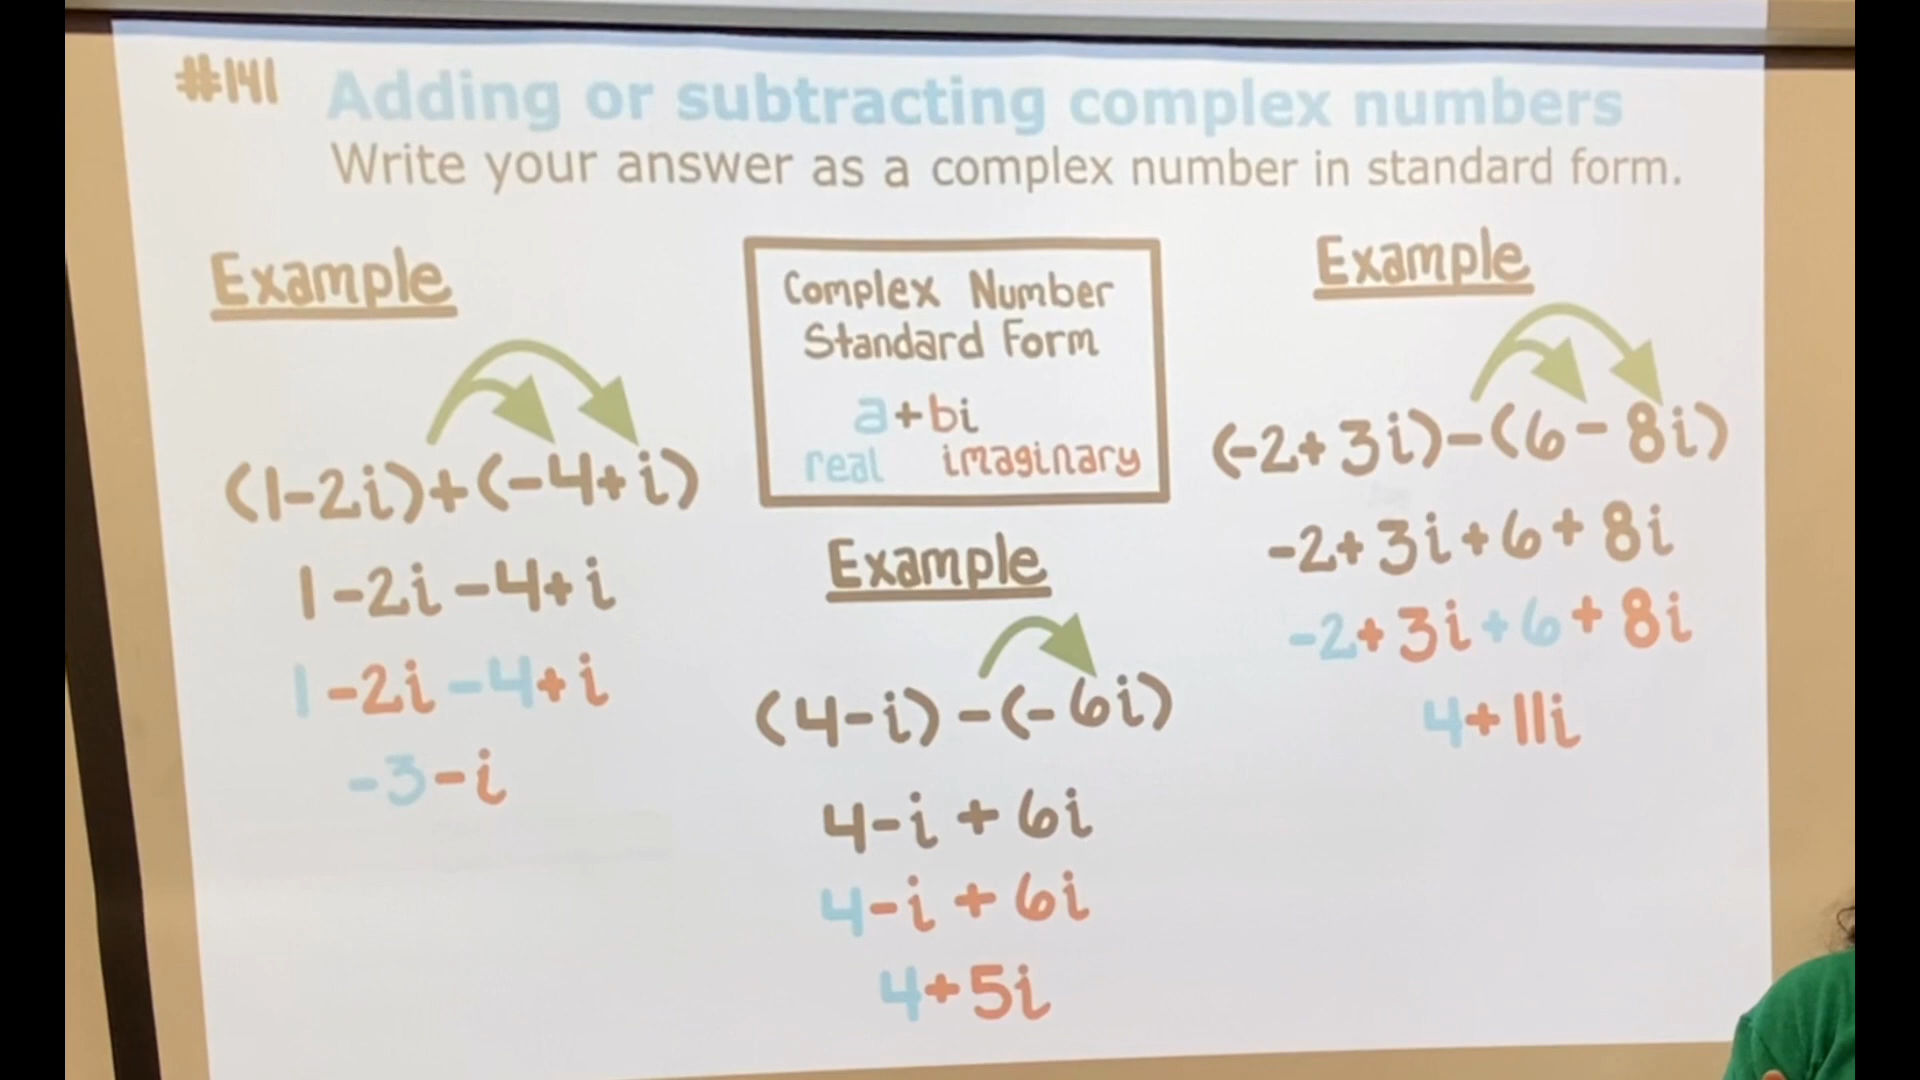 #141 Adding or subtracting complex numbers
Write your answer as a complex number in standard form.
Example
(1-2i)+(-4+i)
1-2i-4+i
1-2i-4+i
-3-i
Complex Number
Standard Form
a+bi
real imaginary
Example
(4-i)-(-6i)
4-i+6i
4-i+6i
4+5i
Example
(-2+3i)-(6-8i)
-2+3i+6+8i
-2+3i+6+8i
4+11i